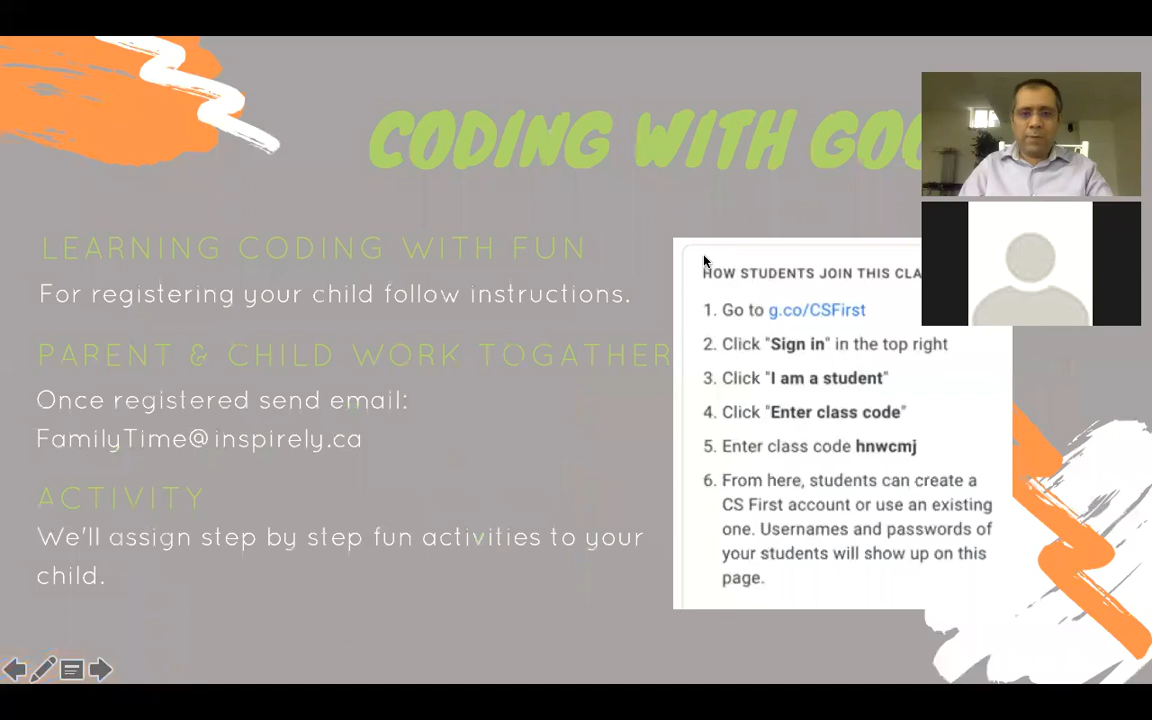 CODING WITH GOO
LEARNING CODING WITH FUN
For registering your child follow instructions.
PARENT & CHILD WORK TOGATHER
Once registered send email:
FamilyTime@inspirely.ca
ACTIVITY
We'll assign step by step fun activities to your
child.
HOW STUDENTS JOIN THIS CLA
1. Go to g.co/CSFirst
2. Click "Sign in" in the top right
3. Click "I am a student"
4. Click "Enter class code"
5. Enter class code hnwcmj
6. From here, students can create a
CS First account or use an existing
one. Usernames and passwords of
your students will show up on this
page.